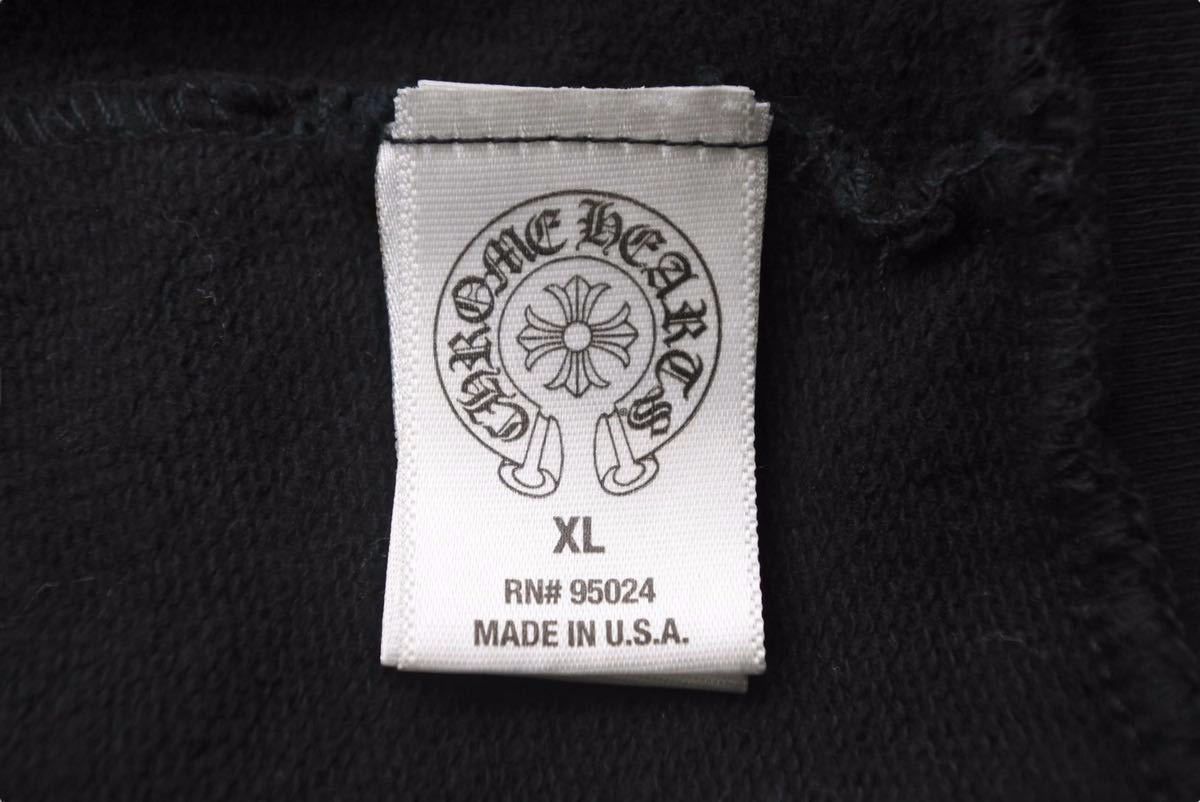 CHROME HEARTS
XL
RN# 95024
MADE IN U.S.A.